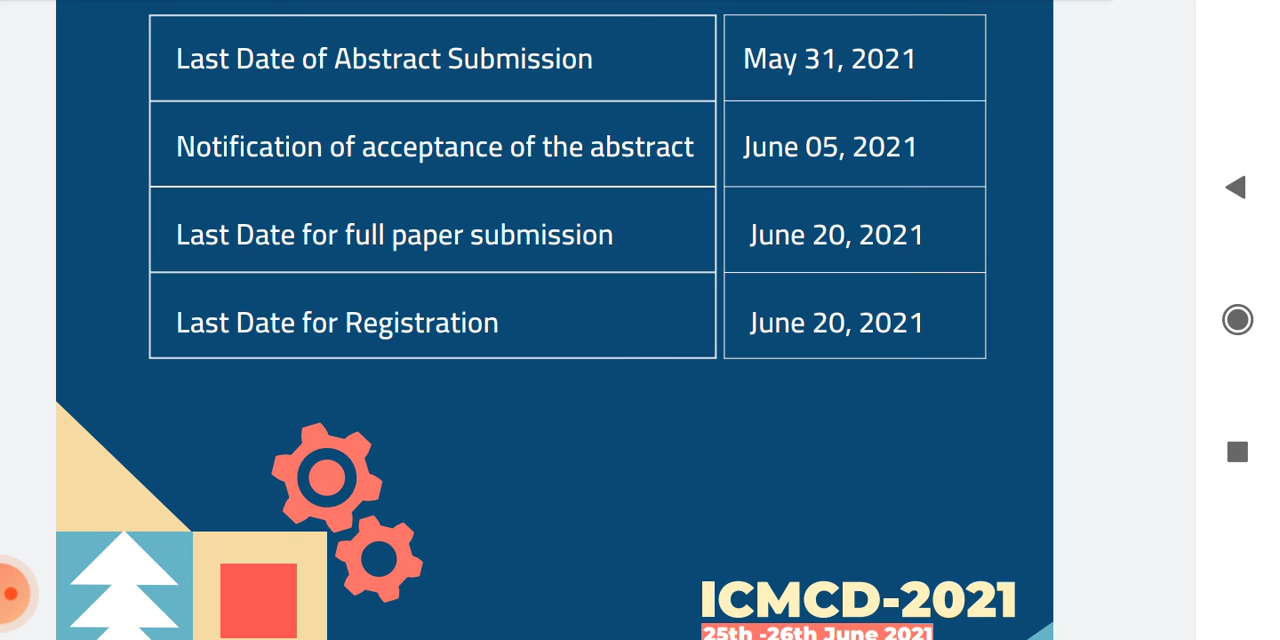 Last Date of Abstract Submission May 31, 2021
Notification of acceptance of the abstract June 05, 2021
Last Date for full paper submission June 20, 2021
Last Date for Registration June 20, 2021
ICMCD-2021
25th -26th June 2021